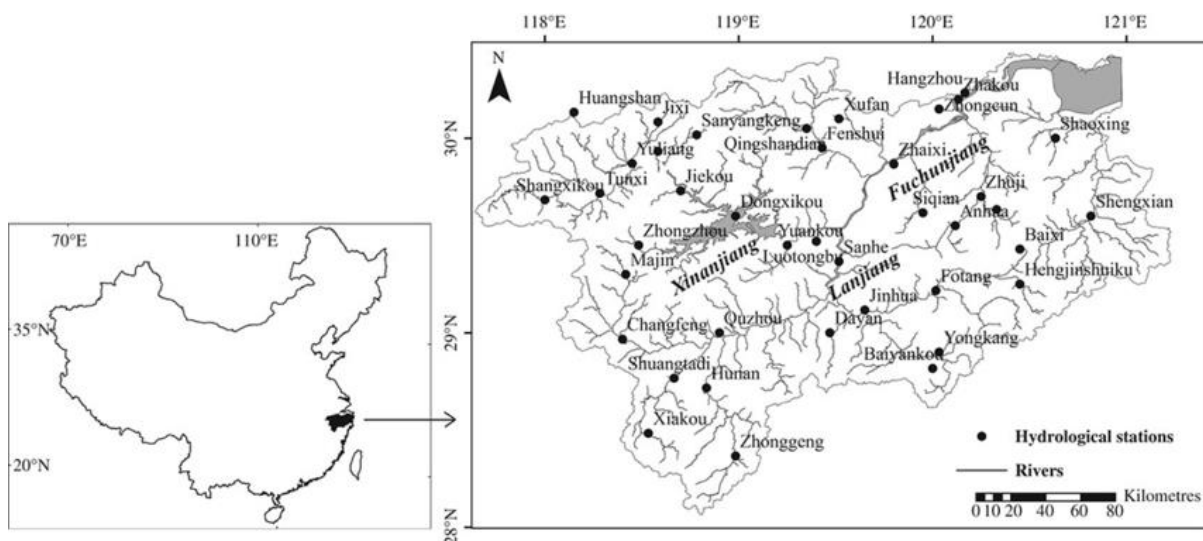 118°E 119°E 120°E 121°E
N
Hangzhou
Zhakou
Huangshan
Jixi
Xufan
Zhongcun
Sanyangkeng
Shaoxing
30°N
Qingshandian
Fenshui
Yuliang
Zhaixi
Fuchunjiang
Tunxi
Jiekou
Zhuji
Shangxikou
Siqian
Dongxikou
Anhua
Shengxian
70°E 110°E
Zhongzhou
Yuankou
Baixi
Majin
Luotongbu
Sanhe
Xinanjiang
Lanjiang
Fotang
Hengjinshuiku
Jinhua
35°N
Changfeng
Quzhou
Dayan
29°N
Yongkang
Shuangtadi
Baiyankou
Hunan
Xiakou
Hydrological stations
Zhonggeng
20°N
Rivers
0 10 20 40 60 80 Kilometres
28°N